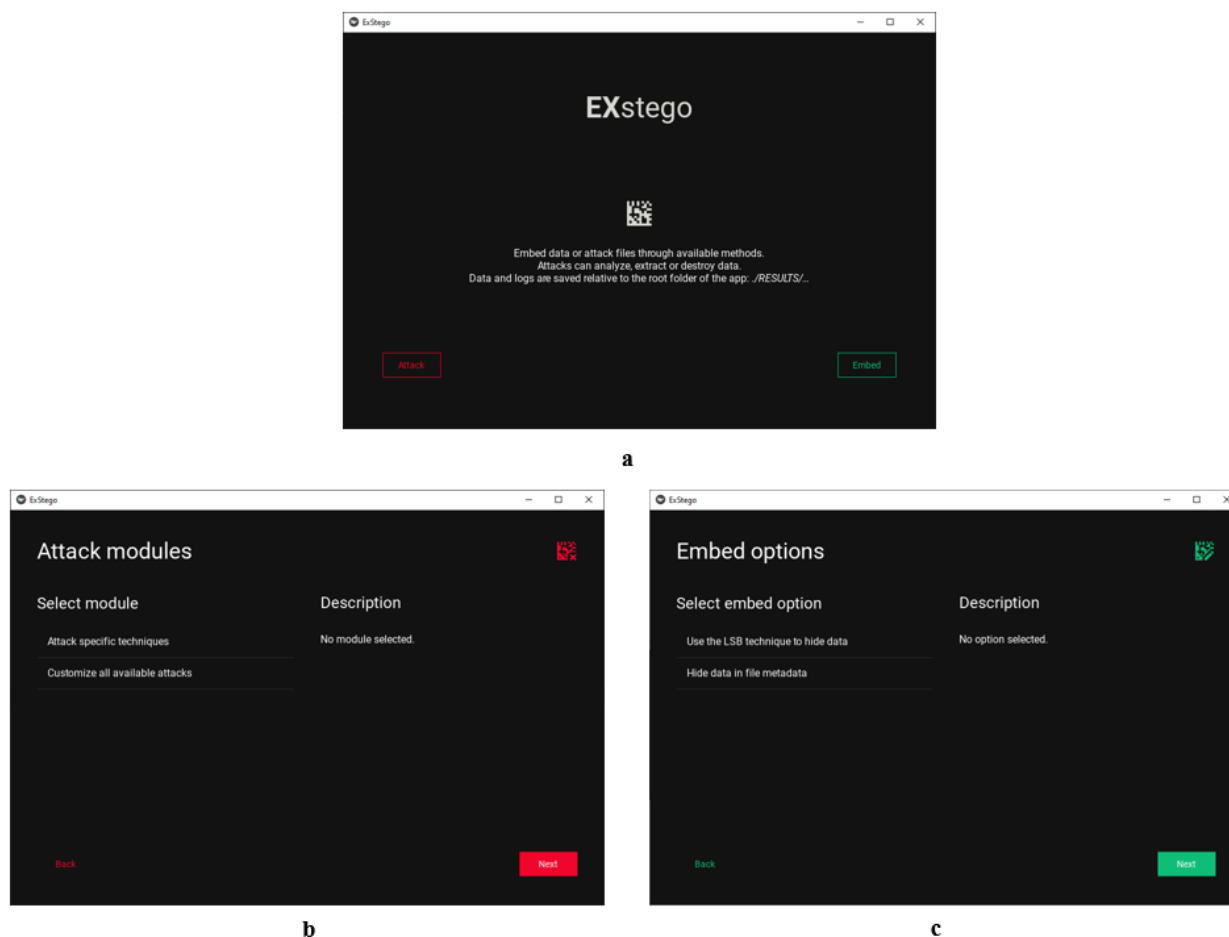 ExStego
EXstego
Embed data or attack files through available methods.
Attacks can analyze, extract or destroy data.
Data and logs are saved relative to the root folder of the app: ./RESULTS/...
Attack
Embed
a
ExStego
Attack modules
Select module
Description
Attack specific techniques
No module selected.
Customize all available attacks
Back
Next
b
ExStego
Embed options
Select embed option
Description
Use the LSB technique to hide data
No option selected.
Hide data in file metadata
Back
Next
c